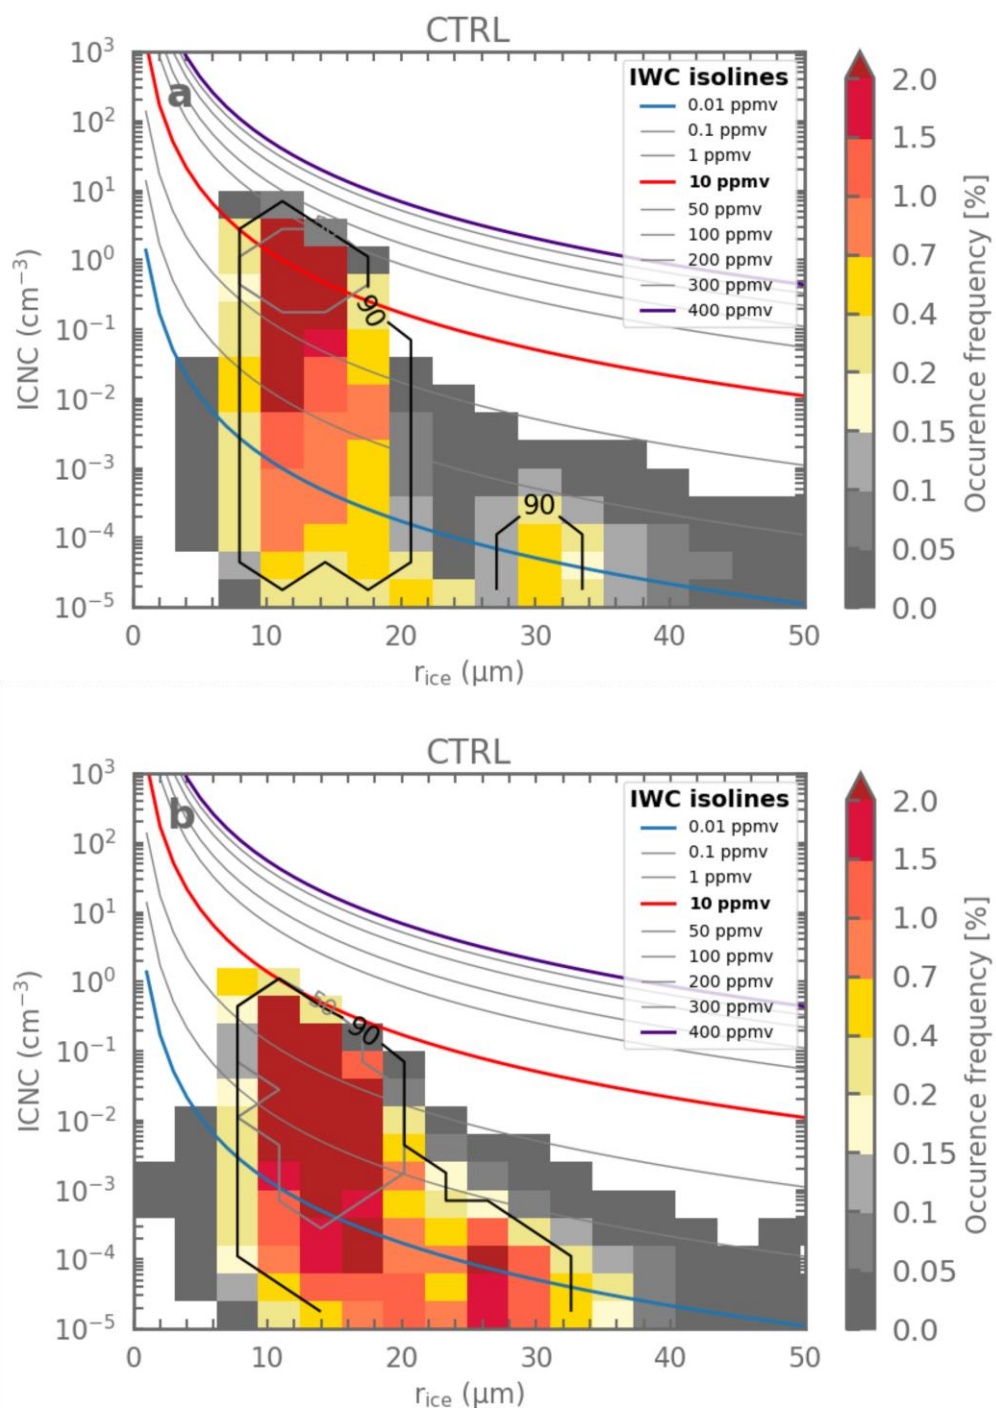 CTRL
a
IWC isolines
0.01 ppmv
0.1 ppmv
1 ppmv
10 ppmv
50 ppmv
100 ppmv
200 ppmv
300 ppmv
400 ppmv
10³
10²
10¹
10⁰
10⁻¹
10⁻²
10⁻³
10⁻⁴
10⁻⁵
ICNC (cm⁻³)
90
90
0
10
20
30
40
50
r_ice (μm)
2.0
1.5
1.0
0.7
0.4
0.2
0.15
0.1
0.05
0.0
Occurence frequency [%]
CTRL
b
IWC isolines
0.01 ppmv
0.1 ppmv
1 ppmv
10 ppmv
50 ppmv
100 ppmv
200 ppmv
300 ppmv
400 ppmv
10³
10²
10¹
10⁰
10⁻¹
10⁻²
10⁻³
10⁻⁴
10⁻⁵
ICNC (cm⁻³)
50
90
0
10
20
30
40
50
r_ice (μm)
2.0
1.5
1.0
0.7
0.4
0.2
0.15
0.1
0.05
0.0
Occurence frequency [%]